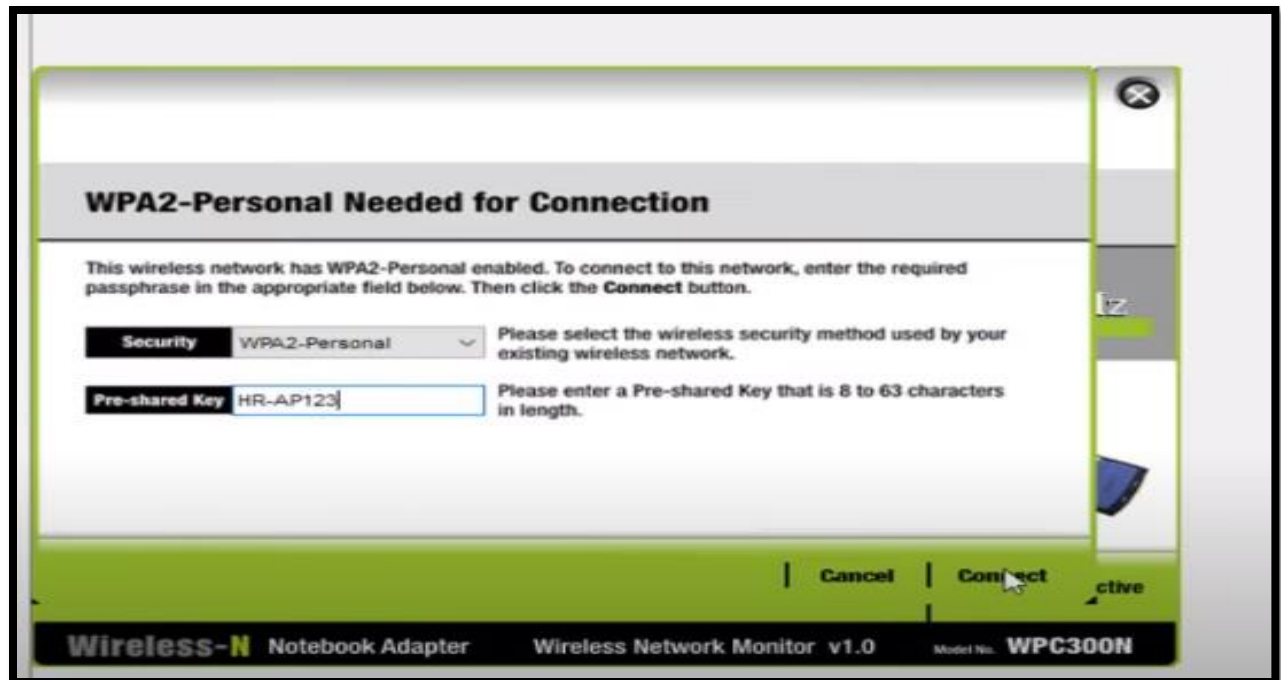 WPA2-Personal Needed for Connection
This wireless network has WPA2-Personal enabled. To connect to this network, enter the required
passphrase in the appropriate field below. Then click the Connect button.
Security WPA2-Personal Please select the wireless security method used by your
existing wireless network.
Pre-shared Key HR-AP123 Please enter a Pre-shared Key that is 8 to 63 characters
in length.
Cancel Connect
ctive
Wireless-N Notebook Adapter Wireless Network Monitor v1.0 Model No. WPC300N